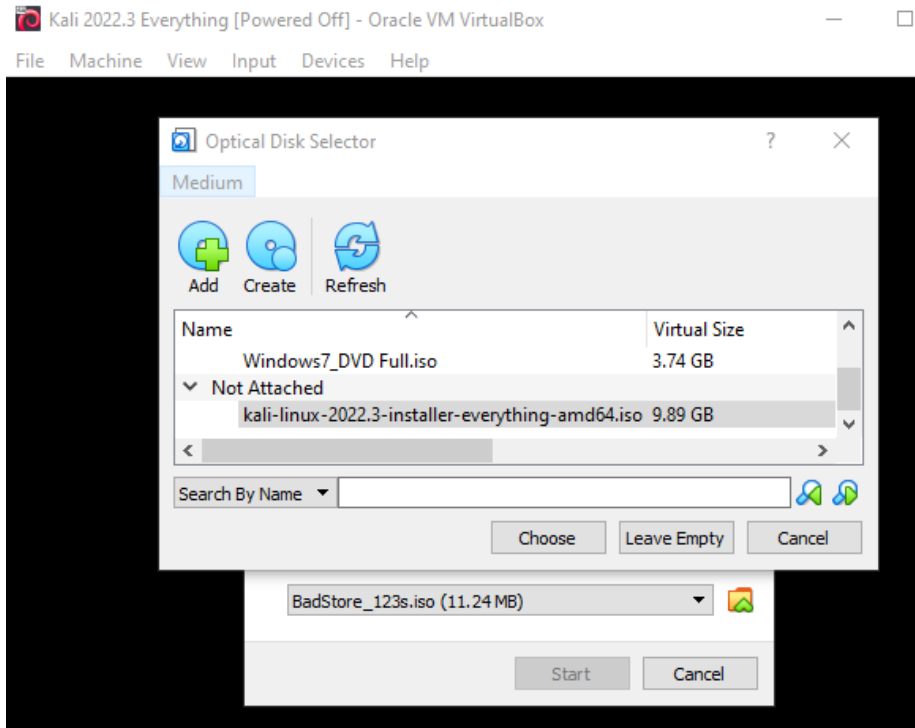 Kali 2022.3 Everything [Powered Off] - Oracle VM VirtualBox
File Machine View Input Devices Help
Optical Disk Selector ?
Medium
Add Create Refresh
Name Virtual Size
Windows7_DVD Full.iso 3.74 GB
Not Attached
kali-linux-2022.3-installer-everything-amd64.iso 9.89 GB
Search By Name
Choose Leave Empty Cancel
BadStore_123s.iso (11.24 MB)
Start Cancel